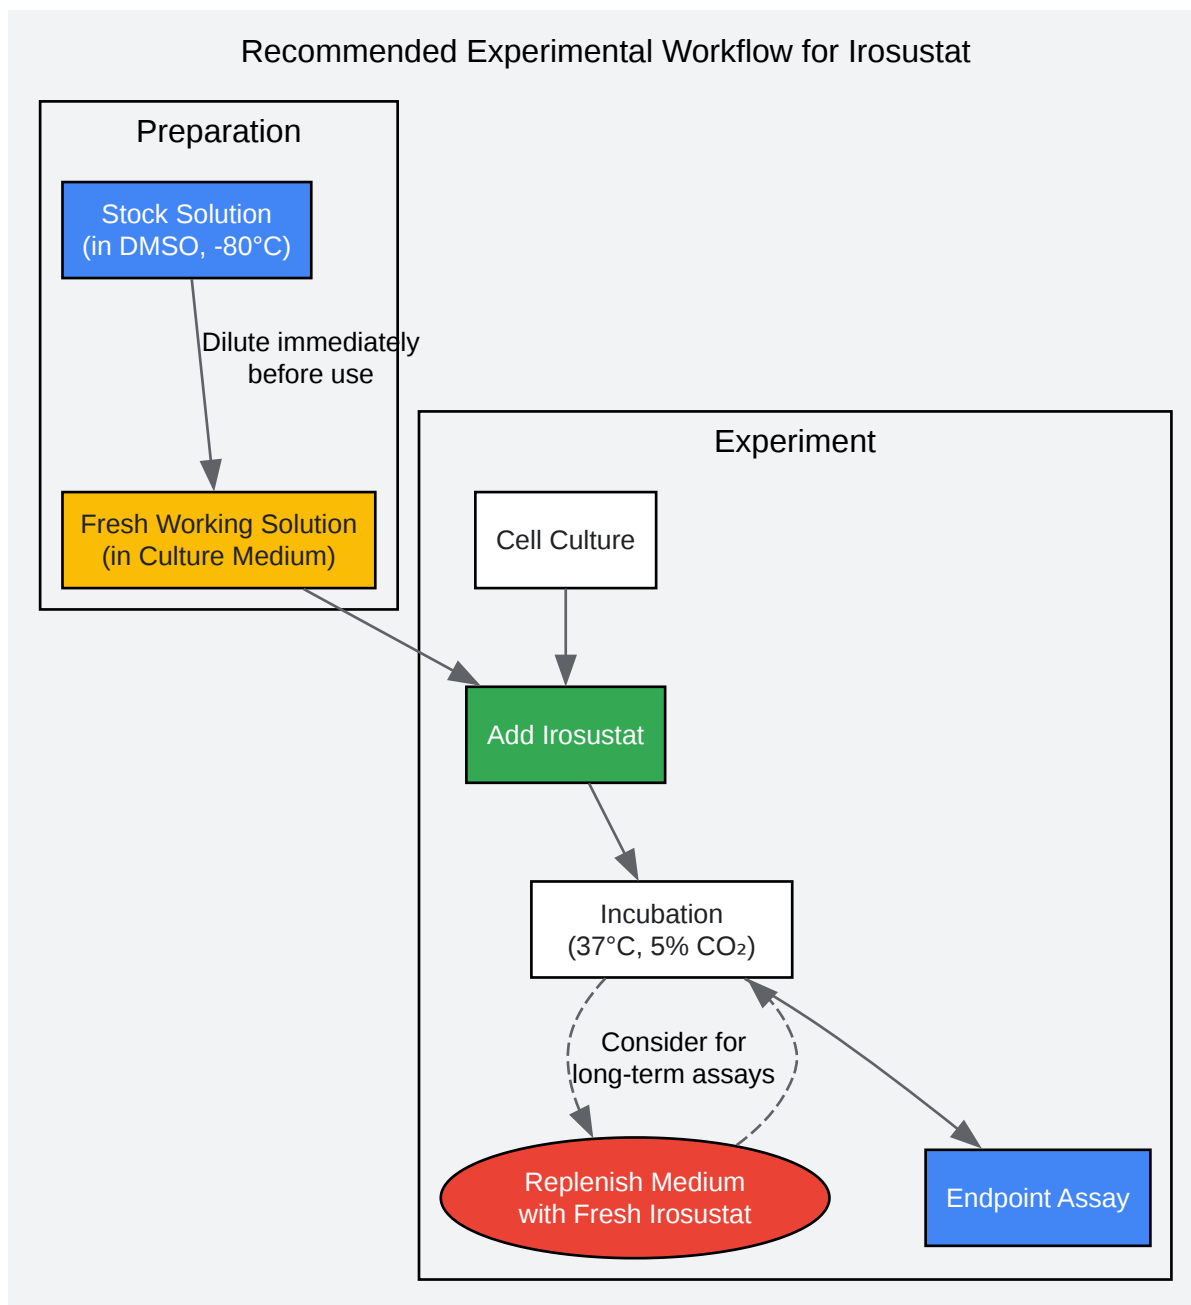 Recommended Experimental Workflow for Irosustat
Preparation
Stock Solution
(in DMSO, -80°C)
Dilute immediately
before use
Fresh Working Solution
(in Culture Medium)
Experiment
Cell Culture
Add Irosustat
Incubation
(37°C, 5% CO₂)
Consider for
long-term assays
Replenish Medium
with Fresh Irosustat
Endpoint Assay